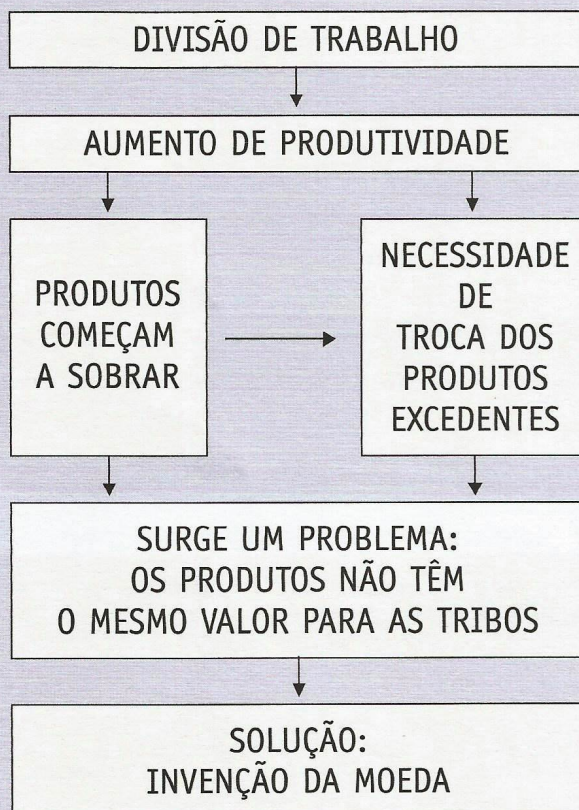 DIVISÃO DE TRABALHO
AUMENTO DE PRODUTIVIDADE
PRODUTOS
COMEÇAM
A SOBRAR
NECESSIDADE
DE
TROCA DOS
PRODUTOS
EXCEDENTES
SURGE UM PROBLEMA:
OS PRODUTOS NÃO TÊM
O MESMO VALOR PARA AS TRIBOS
SOLUÇÃO:
INVENÇÃO DA MOEDA